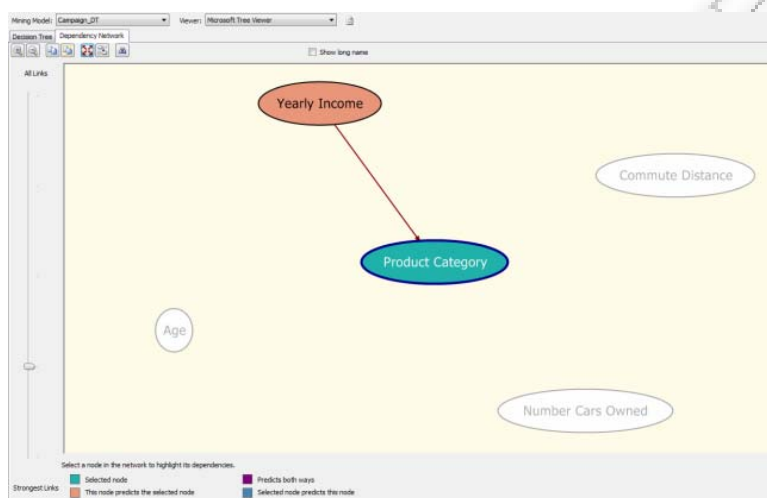 Mining Model: Campaign_DT Viewer: Microsoft Tree Viewer
Decision Tree Dependency Network
Show long name
All Links
Yearly Income
Commute Distance
Product Category
Age
Number Cars Owned
Select a node in the network to highlight its dependencies.
Strongest Links
Selected node
Predicts both ways
This node predicts the selected node
Selected node predicts this node